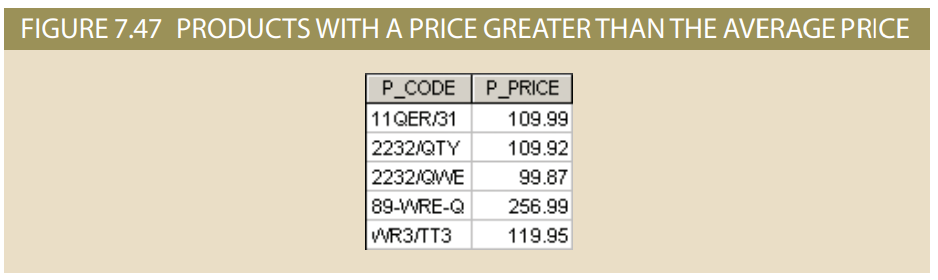 FIGURE 7.47 PRODUCTS WITH A PRICE GREATER THAN THE AVERAGE PRICE
P_CODE P_PRICE
11QER/31 109.99
2232/QTY 109.92
2232/QWE 99.87
89-WRE-Q 256.99
WR3/TT3 119.95